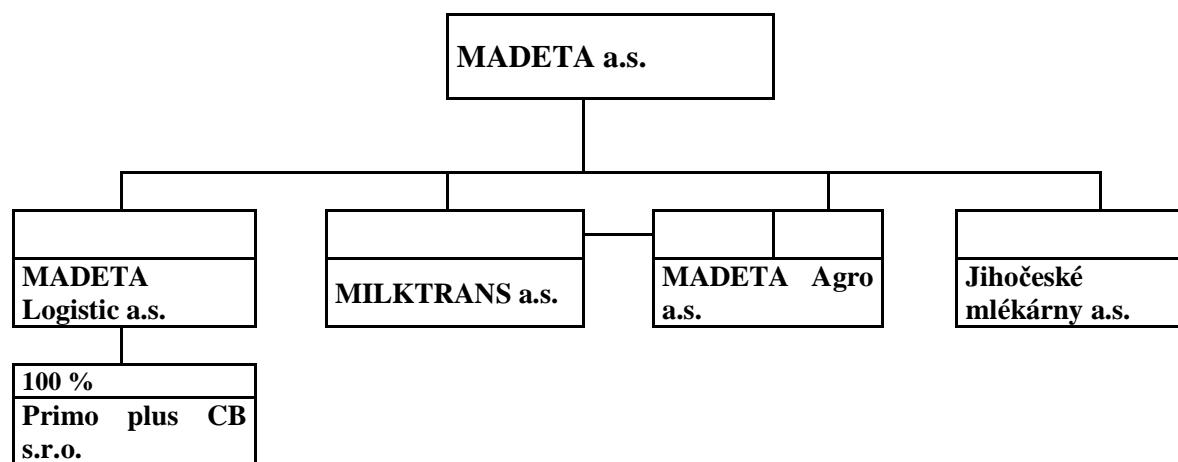 MADETA a.s.
MADETA
Logistic a.s.
MILKTRANS a.s.
MADETA Agro
a.s.
Jihočeské
mlékárny a.s.
100 %
Primo plus CB
s.r.o.